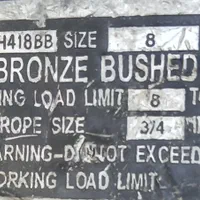 H418BB SIZE 8
BRONZE BUSHED
ING LOAD LIMIT 8 TO
ROPE SIZE 3/4 IN
ARNING-DO NOT EXCEED
ORKING LOAD LIMIT